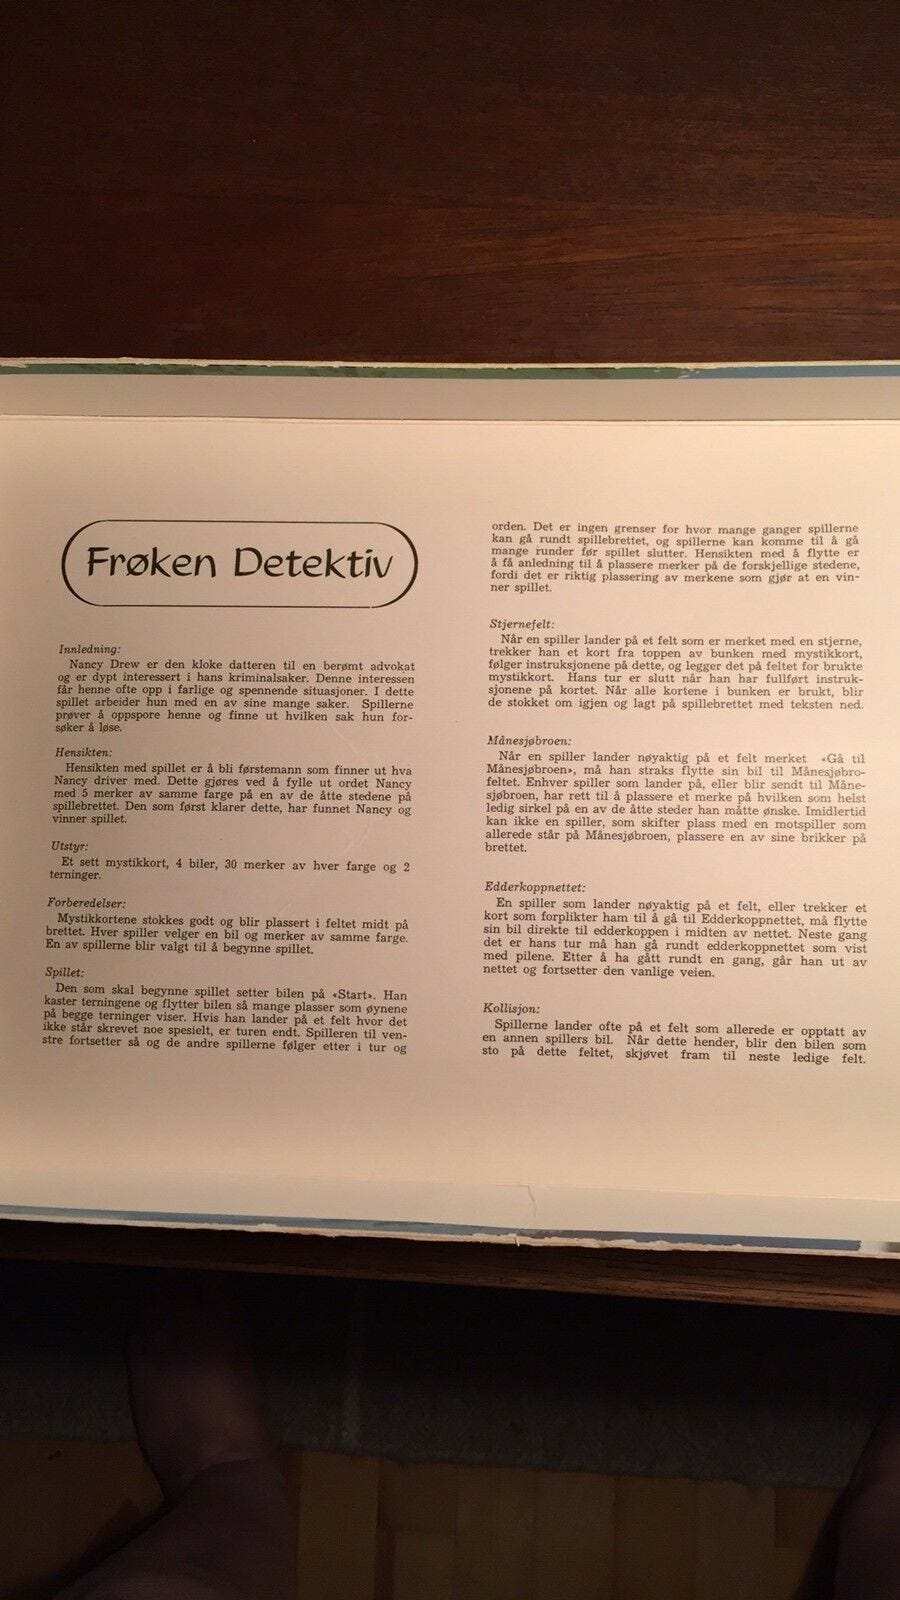 Frøken Detektiv
Innledning:
Nancy Drew er den kloke datteren til en berømt advokat
og er dypt interessert i hans kriminalsaker. Denne interessen
får henne ofte opp i farlige og spennende situasjoner. I dette
spillet arbeider hun med en av sine mange saker. Spillerne
prøver å oppspore henne og finne ut hvilken sak hun for-
søker å løse.
Hensikten:
Hensikten med spillet er å bli førstemann som finner ut hva
Nancy driver med. Dette gjøres ved å fylle ut ordet Nancy
med 5 merker av samme farge på en av de åtte stedene på
spillebrettet. Den som først klarer dette, har funnet Nancy og
vinner spillet.
Utstyr:
Et sett mystikkort, 4 biler, 30 merker av hver farge og 2
terninger.
Forberedelser:
Mystikkortene stokkes godt og blir plassert i feltet midt på
brettet. Hver spiller velger en bil og merker av samme farge.
En av spillerne blir valgt til å begynne spillet.
Spillet:
Den som skal begynne spillet setter bilen på «Start». Han
kaster terningene og flytter bilen så mange plasser som øynene
på begge terninger viser. Hvis han lander på et felt hvor det
ikke står skrevet noe spesielt, er turen endt. Spilleren til ven-
stre fortsetter så og de andre spillerne følger etter i tur og
orden. Det er ingen grenser for hvor mange ganger spillerne
kan gå rundt spillebrettet, og spillerne kan komme til å gå
mange runder før spillet slutter. Hensikten med å flytte er
å få anledning til å plassere merker på de forskjellige stedene,
fordi det er riktig plassering av merkene som gjør at en vin-
ner spillet.
Stjernefelt:
Når en spiller lander på et felt som er merket med en stjerne,
trekker han et kort fra toppen av bunken med mystikkort,
følger instruksjonene på dette, og legger det på feltet for brukte
mystikkort. Hans tur er slutt når han har fullført instruk-
sjonene på kortet. Når alle kortene i bunken er brukt, blir
de stokket om igjen og lagt på spillebrettet med teksten ned.
Månesjøbroen:
Når en spiller lander nøyaktig på et felt merket «Gå til
Månesjøbroen», må han straks flytte sin bil til Månesjøbro-
feltet. Enhver spiller som lander på, eller blir sendt til Måne-
sjøbroen, har rett til å plassere et merke på hvilken som helst
ledig sirkel på en av de åtte steder han måtte ønske. Imidlertid
kan ikke en spiller, som skifter plass med en motspiller som
allerede står på Månesjøbroen, plassere en av sine brikker på
brettet.
Edderkoppnettet:
En spiller som lander nøyaktig på et felt, eller trekker et
kort som forplikter ham til å gå til Edderkoppnettet, må flytte
sin bil direkte til edderkoppen i midten av nettet. Neste gang
det er hans tur må han gå rundt edderkoppnettet som vist
med pilene. Etter å ha gått rundt en gang, går han ut av
nettet og fortsetter den vanlige veien.
Kollisjon:
Spillerne lander ofte på et felt som allerede er opptatt av
en annen spillers bil. Når dette hender, blir den bilen som
sto på dette feltet, skjøvet fram til neste ledige felt.